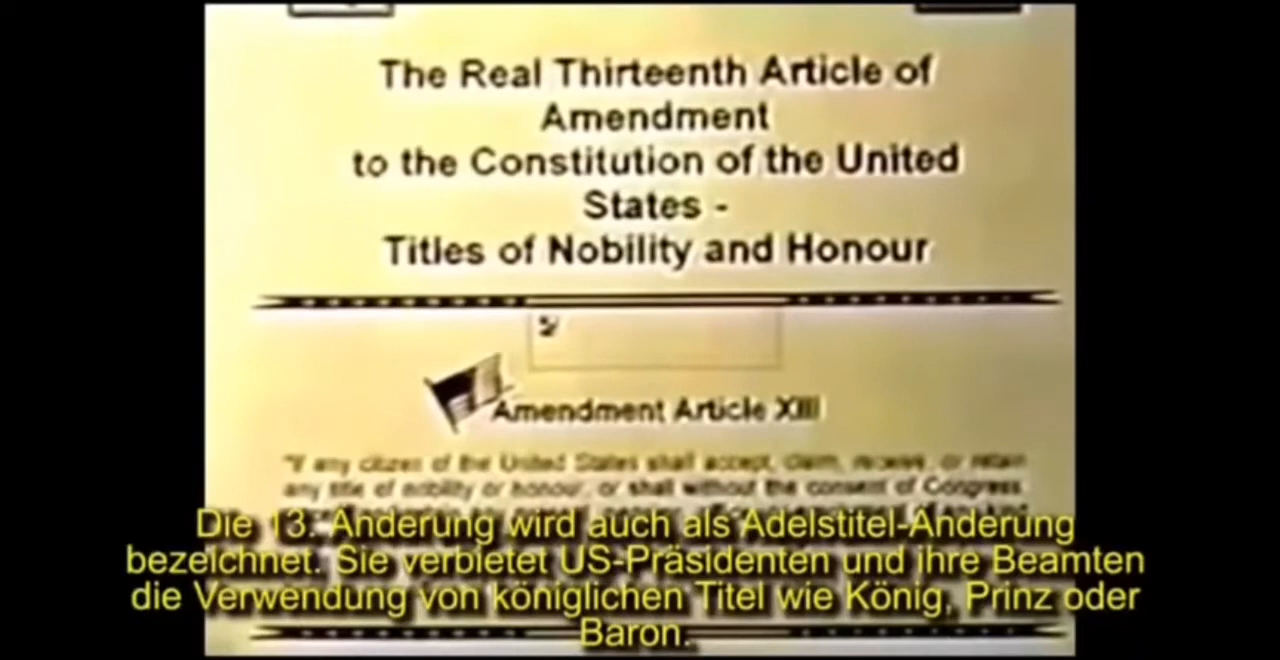 The Real Thirteenth Article of
Amendment
to the Constitution of the United
States -
Titles of Nobility and Honour
Amendment Article XIII
"If any citizen of the United States shall accept, claim, receive, or retain
any title of nobility or honour, or shall without the consent of Congress
Die 13. Änderung wird auch als Adelstitel-Änderung
bezeichnet. Sie verbietet US-Präsidenten und ihre Beamten
die Verwendung von königlichen Titel wie König, Prinz oder
Baron.